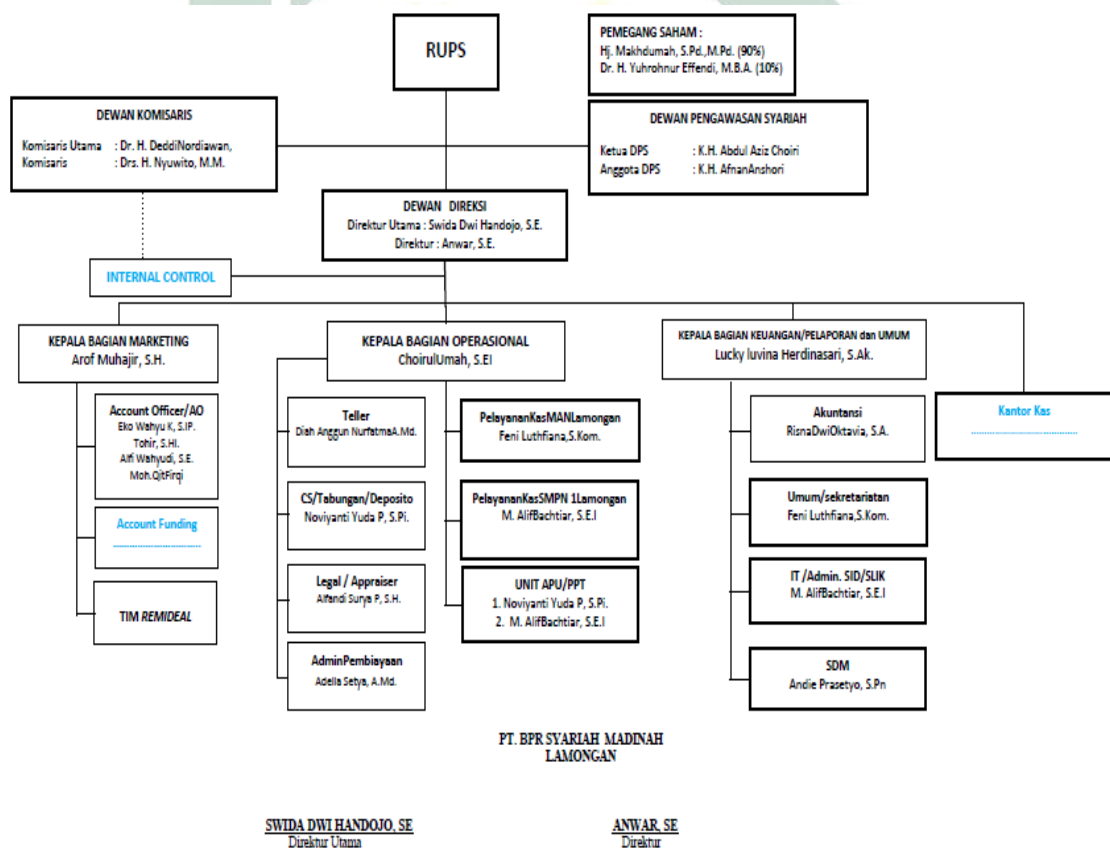 RUPS
PEMEGANG SAHAM :
Hj. Makhdumah, S.Pd.,M.Pd. (90%)
Dr. H. Yuhrohnur Effendi, M.B.A. (10%)
DEWAN KOMISARIS
Komisaris Utama : Dr. H. DeddiNordiawan,
Komisaris : Drs. H. Nyuwito, M.M.
DEWAN PENGAWASAN SYARIAH
Ketua DPS : K.H. Abdul Aziz Choiri
Anggota DPS : K.H. AfnanAnshori
DEWAN DIREKSI
Direktur Utama : Swida Dwi Handojo, S.E.
Direktur : Anwar, S.E.
INTERNAL CONTROL
KEPALA BAGIAN MARKETING
Arof Muhajir, S.H.
Account Officer/AO
Eko Wahyu K, S.IP.
Tohir, S.HI.
Alfi Wahyudi, S.E.
Moh.QitFirqi
Account Funding
TIM REMIDEAL
KEPALA BAGIAN OPERASIONAL
ChoirulUmah, S.EI
Teller
Diah Anggun NurfatmaA.Md.
CS/Tabungan/Deposito
Noviyanti Yuda P, S.Pi.
Legal / Appraiser
Alfandi Surya P, S.H.
AdminPembiayaan
Adella Setya, A.Md.
PelayananKasMANLamongan
Feni Luthfiana,S.Kom.
PelayananKasSMPN 1Lamongan
M. AlifBachtiar, S.E.I
UNIT APU/PPT
1. Noviyanti Yuda P, S.Pi.
2. M. AlifBachtiar, S.E.I
KEPALA BAGIAN KEUANGAN/PELAPORAN dan UMUM
Lucky luvina Herdinasari, S.Ak.
Akuntansi
RisnaDwiOktavia, S.A.
Umum/sekretariatan
Feni Luthfiana,S.Kom.
IT /Admin. SID/SLIK
M. AlifBachtiar, S.E.I
SDM
Andie Prasetyo, S.Pn
Kantor Kas
PT. BPR SYARIAH MADINAH
LAMONGAN
SWIDA DWI HANDOJO, SE
Direktur Utama
ANWAR, SE
Direktur